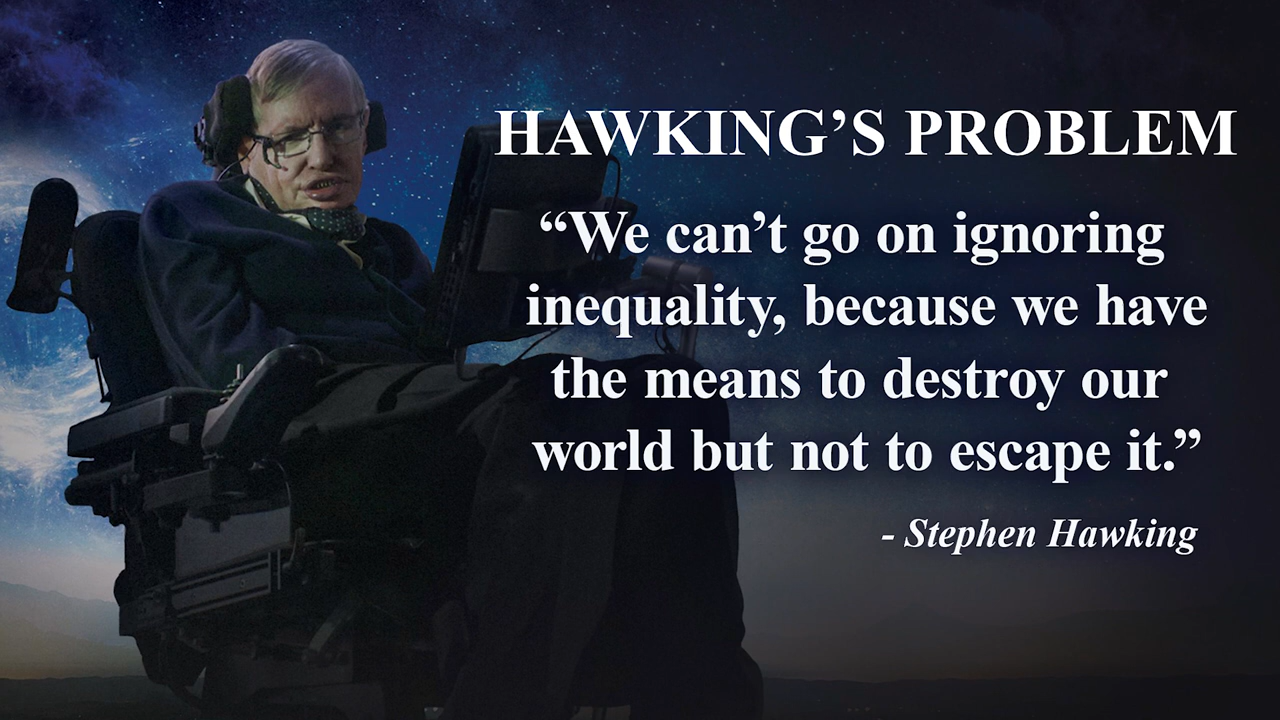 HAWKING’S PROBLEM
“We can’t go on ignoring
inequality, because we have
the means to destroy our
world but not to escape it.”
- Stephen Hawking